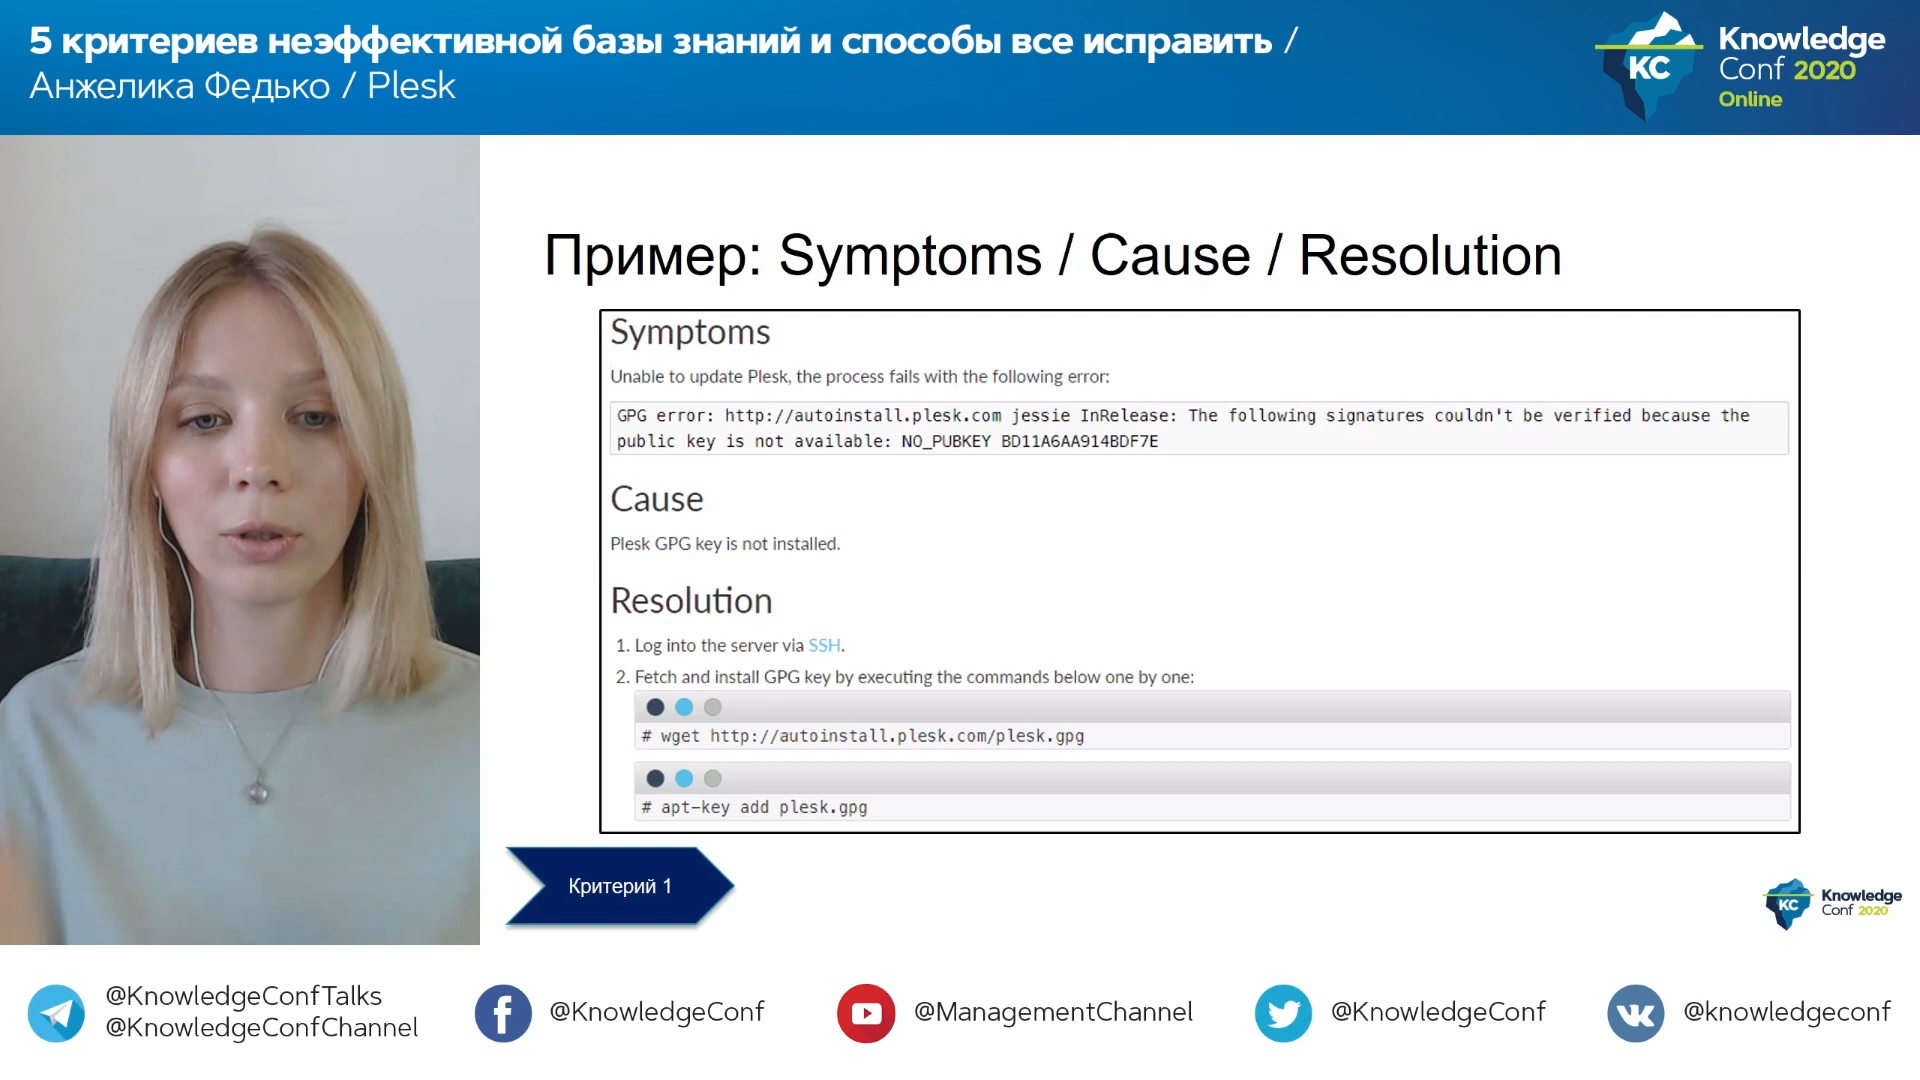 5 критериев неэффективной базы знаний и способы все исправить /
Анжелика Федько / Plesk
KC
Knowledge
Conf 2020
Online
Пример: Symptoms / Cause / Resolution
Symptoms
Unable to update Plesk, the process fails with the following error:
GPG error: http://autoinstall.plesk.com jessie InRelease: The following signatures couldn't be verified because the
public key is not available: NO_PUBKEY BD11A6AA914BDF7E
Cause
Plesk GPG key is not installed.
Resolution
1. Log into the server via SSH.
2. Fetch and install GPG key by executing the commands below one by one:
# wget http://autoinstall.plesk.com/plesk.gpg
# apt-key add plesk.gpg
Критерий 1
KC
Knowledge
Conf 2020
@KnowledgeConfTalks
@KnowledgeConfChannel
@KnowledgeConf
@ManagementChannel
@KnowledgeConf
@knowledgeconf